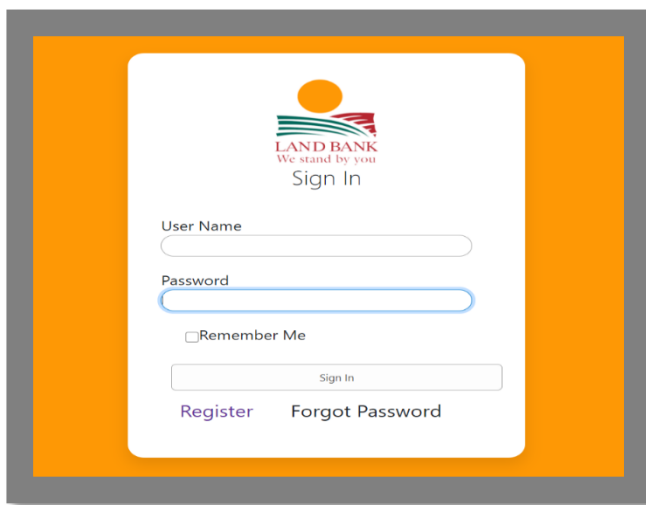 LAND BANK
We stand by you
Sign In
User Name
Password
Remember Me
Sign In
Register Forgot Password